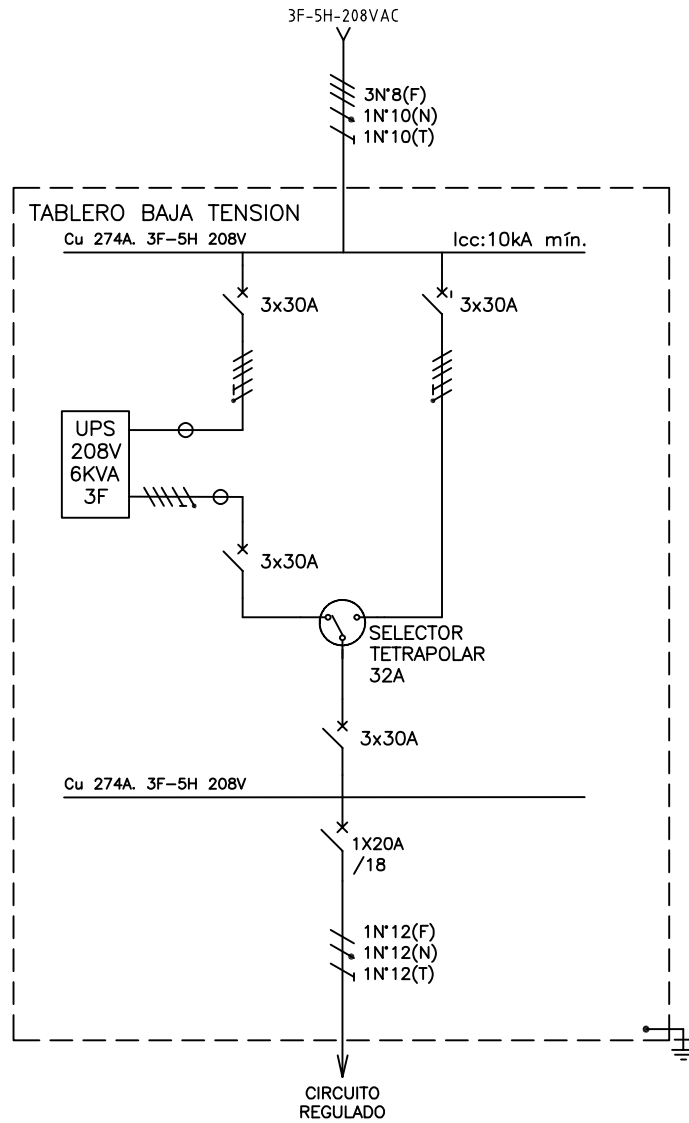 3F-5H-208VAC
3N°8(F)
1N°10(N)
1N°10(T)
TABLERO BAJA TENSION
Cu 274A. 3F-5H 208V
Icc:10kA mín.
3x30A
3x30A
UPS
208V
6KVA
3F
3x30A
SELECTOR
TETRAPOLAR
32A
3x30A
Cu 274A. 3F-5H 208V
1X20A
/18
1N°12(F)
1N°12(N)
1N°12(T)
CIRCUITO
REGULADO